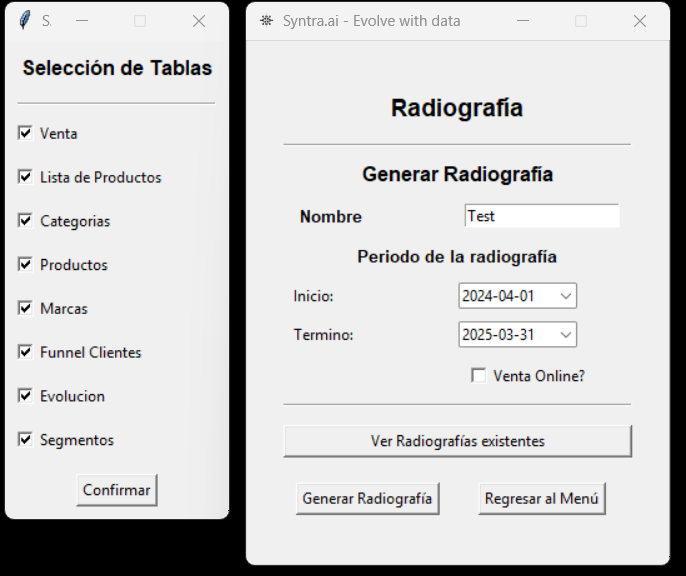 S.
Selección de Tablas
Venta
Lista de Productos
Categorias
Productos
Marcas
Funnel Clientes
Evolucion
Segmentos
Confirmar
Syntra.ai - Evolve with data
Radiografía
Generar Radiografía
Nombre Test
Periodo de la radiografía
Inicio: 2024-04-01
Termino: 2025-03-31
Venta Online?
Ver Radiografías existentes
Generar Radiografía Regresar al Menú